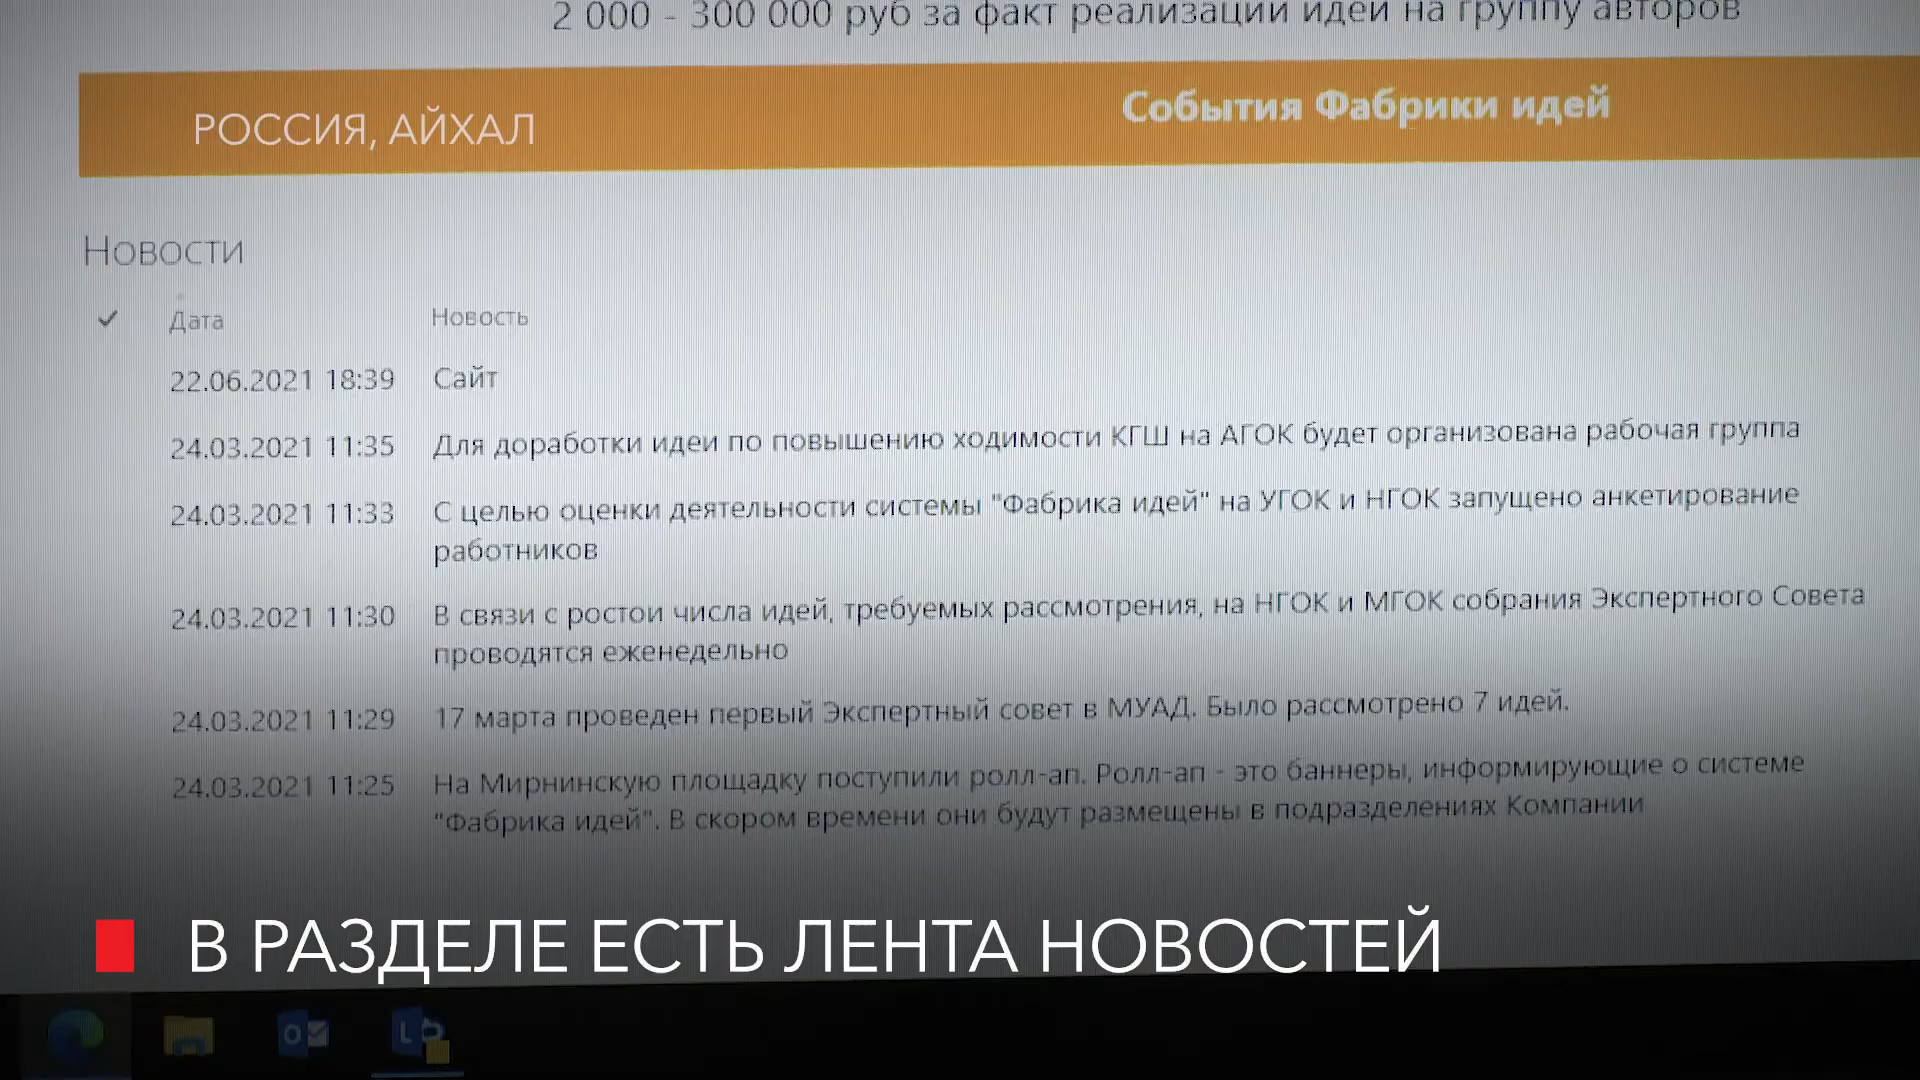 2 000 - 300 000 руб за факт реализации идеи на группу авторов
События Фабрики идей
РОССИЯ, АЙХАЛ
Новости
Дата Новость
22.06.2021 18:39 Сайт
24.03.2021 11:35 Для доработки идеи по повышению ходимости КГШ на АГОК будет организована рабочая группа
24.03.2021 11:33 С целью оценки деятельности системы "Фабрика идей" на УГОК и НГОК запущено анкетирование
работников
24.03.2021 11:30 В связи с ростои числа идей, требуемых рассмотрения, на НГОК и МГОК собрания Экспертного Совета
проводятся еженедельно
24.03.2021 11:29 17 марта проведен первый Экспертный совет в МУАД. Было рассмотрено 7 идей.
24.03.2021 11:25 На Мирнинскую площадку поступили ролл-ап. Ролл-ап - это баннеры, информирующие о системе
"Фабрика идей". В скором времени они будут размещены в подразделениях Компании
В РАЗДЕЛЕ ЕСТЬ ЛЕНТА НОВОСТЕЙ